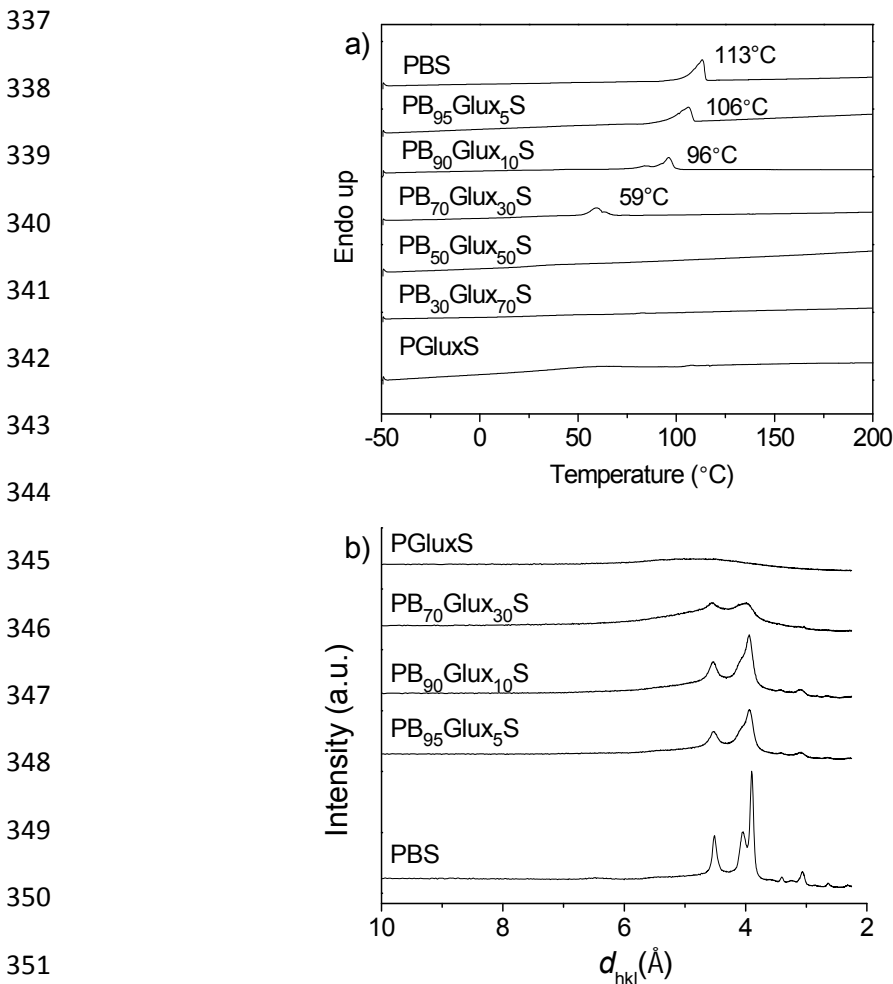 337
338
339
340
341
342
343
344
345
346
347
348
349
350
351
a)
PBS
113°C
PB95Glux5S
106°C
PB90Glux10S
96°C
PB70Glux30S
59°C
PB50Glux50S
PB30Glux70S
PGluxS
Endo up
-50 0 50 100 150 200
Temperature (°C)
b)
PGluxS
PB70Glux30S
PB90Glux10S
PB95Glux5S
PBS
Intensity (a.u.)
10 8 6 4 2
dhkl(Å)